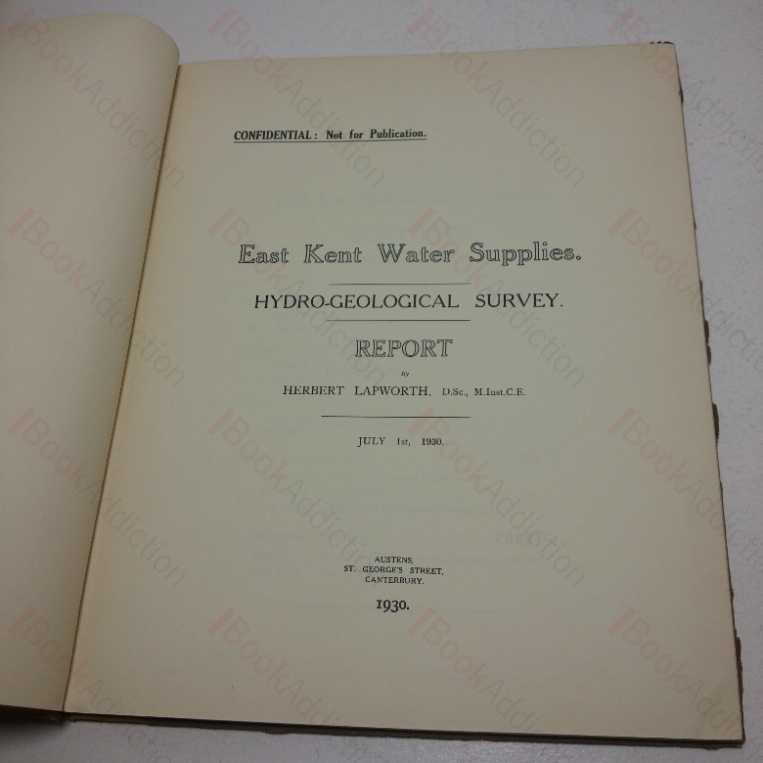 CONFIDENTIAL: Not for Publication.
East Kent Water Supplies.
HYDRO-GEOLOGICAL SURVEY.
REPORT
By
HERBERT LAPWORTH, D.Sc., M.Inst.C.E.
JULY 1st, 1930.
AUSTENS,
ST. GEORGE'S STREET,
CANTERBURY.
1930.
BookAddiction